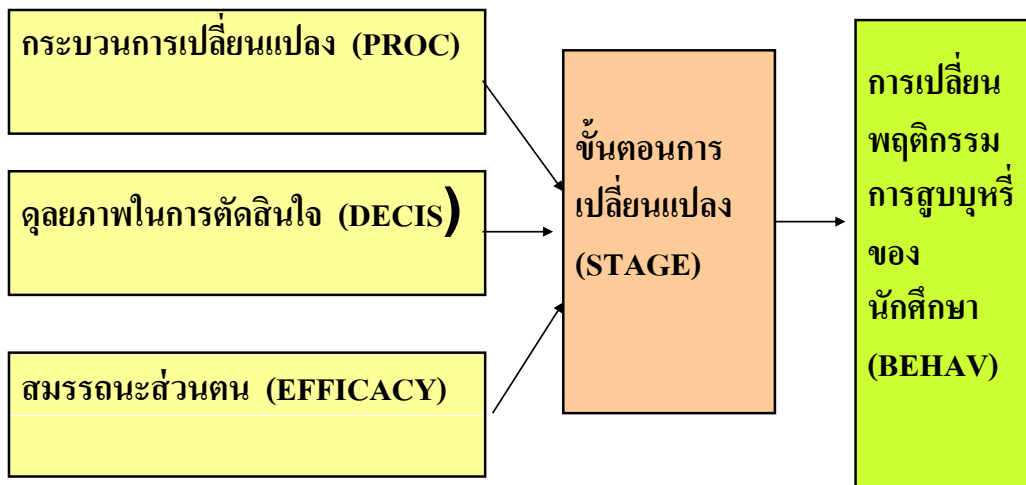 กระบวนการเปลี่ยนแปลง (PROC)
ดุลยภาพในการตัดสินใจ (DECIS)
สมรรถนะส่วนตน (EFFICACY)
ขั้นตอนการ
เปลี่ยนแปลง
(STAGE)
การเปลี่ยน
พฤติกรรม
การสูบบุหรี่
ของ
นักศึกษา
(BEHAV)